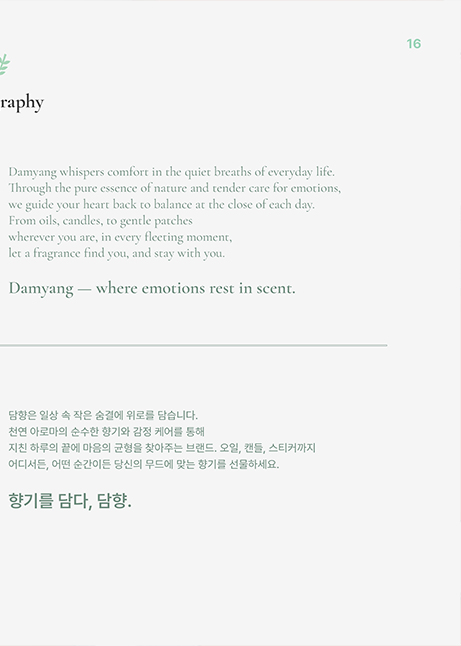 16
raphy
Damyang whispers comfort in the quiet breaths of everyday life.
Through the pure essence of nature and tender care for emotions,
we guide your heart back to balance at the close of each day.
From oils, candles, to gentle patches
wherever you are, in every fleeting moment,
let a fragrance find you, and stay with you.
Damyang — where emotions rest in scent.
담향은 일상 속 작은 숨결에 위로를 담습니다.
천연 아로마의 순수한 향기와 감정 케어를 통해
지친 하루의 끝에 마음의 균형을 찾아주는 브랜드. 오일, 캔들, 스티커까지
어디서든, 어떤 순간이든 당신의 무드에 맞는 향기를 선물하세요.
향기를 담다, 담향.